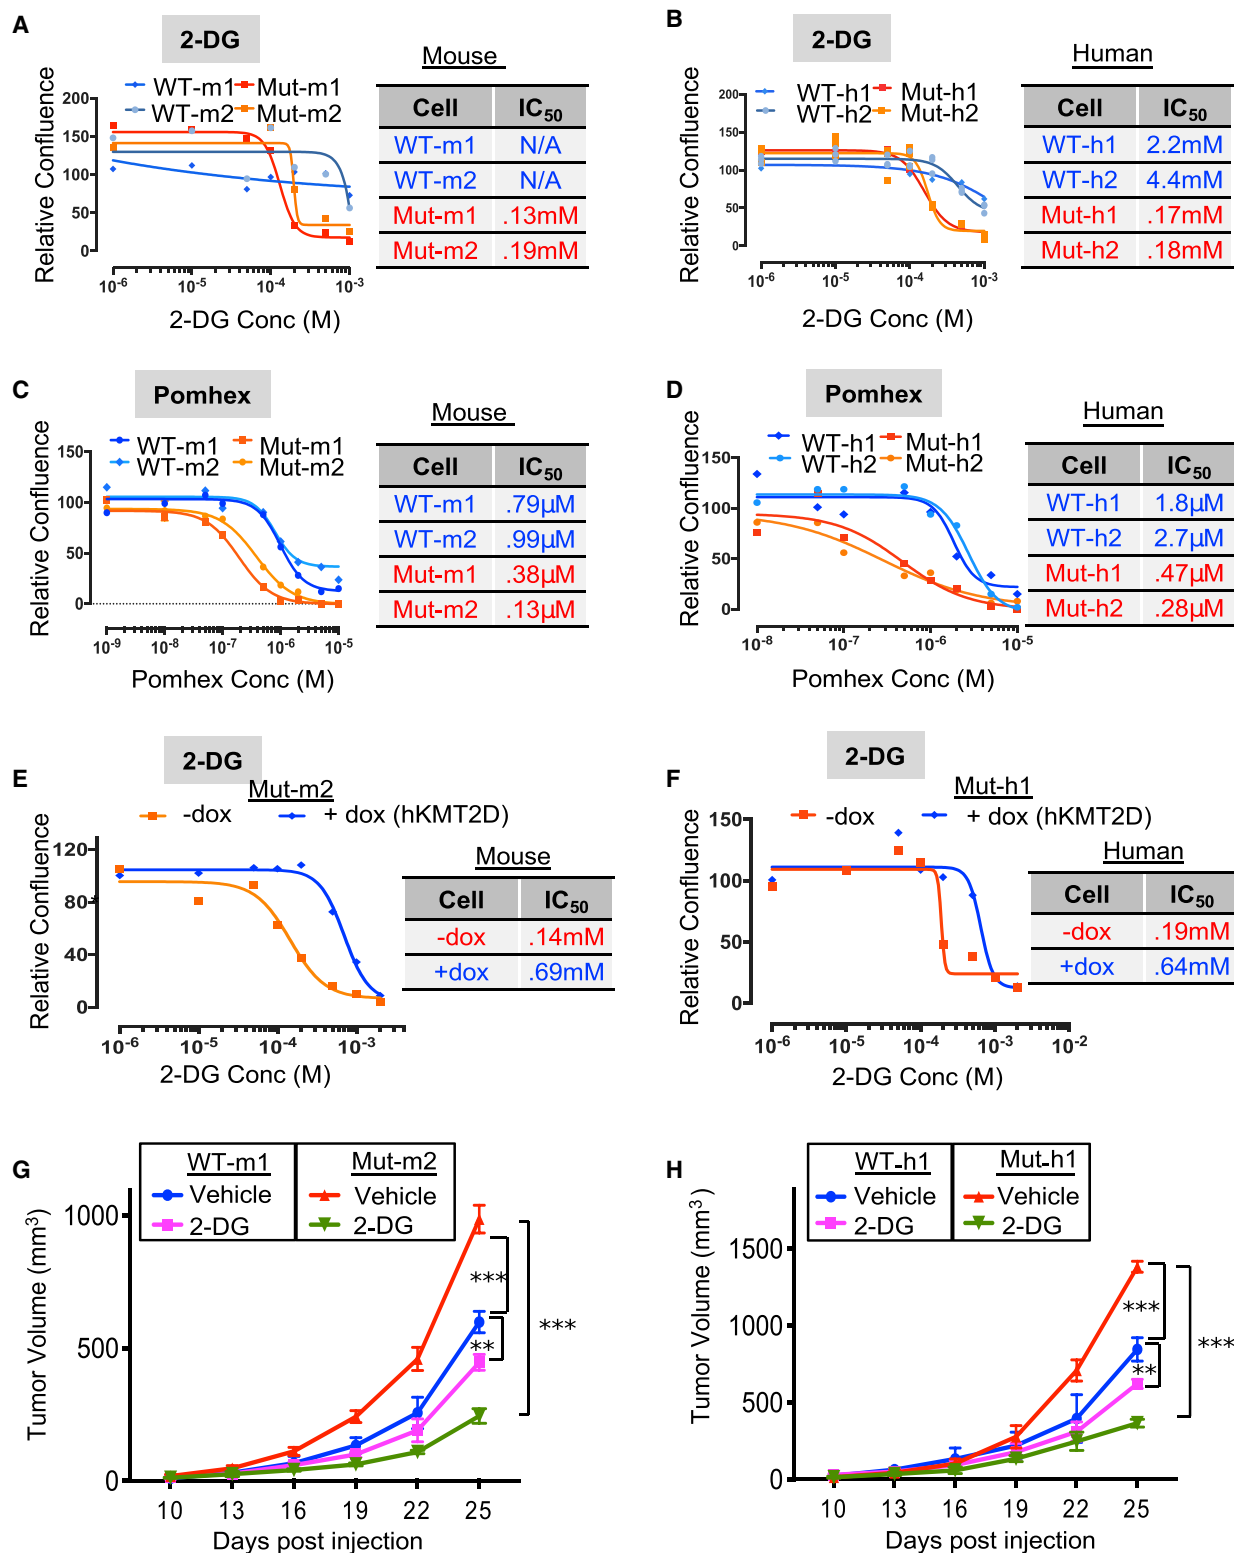 A
2-DG
Mouse
WT-m1 Mut-m1
WT-m2 Mut-m2
Relative Confluence
200
150
100
50
0
10-6 10-5 10-4 10-3
2-DG Conc (M)
Cell IC50
WT-m1 N/A
WT-m2 N/A
Mut-m1 .13mM
Mut-m2 .19mM
B
2-DG
Human
WT-h1 Mut-h1
WT-h2 Mut-h2
Relative Confluence
200
150
100
50
0
10-6 10-5 10-4 10-3
2-DG Conc (M)
Cell IC50
WT-h1 2.2mM
WT-h2 4.4mM
Mut-h1 .17mM
Mut-h2 .18mM
C
Pomhex
Mouse
WT-m1 Mut-m1
WT-m2 Mut-m2
Relative Confluence
150
100
50
0
10-9 10-8 10-7 10-6 10-5
Pomhex Conc (M)
Cell IC50
WT-m1 .79µM
WT-m2 .99µM
Mut-m1 .38µM
Mut-m2 .13µM
D
Pomhex
Human
WT-h1 Mut-h1
WT-h2 Mut-h2
Relative Confluence
150
100
50
0
10-8 10-7 10-6 10-5
Pomhex Conc (M)
Cell IC50
WT-h1 1.8µM
WT-h2 2.7µM
Mut-h1 .47µM
Mut-h2 .28µM
E
2-DG
Mut-m2
-dox + dox (hKMT2D)
Relative Confluence
120
80
40
0
10-6 10-5 10-4 10-3
2-DG Conc (M)
Mouse
Cell IC50
-dox .14mM
+dox .69mM
F
2-DG
Mut-h1
-dox + dox (hKMT2D)
Relative Confluence
150
100
50
0
10-6 10-5 10-4 10-3 10-2
2-DG Conc (M)
Human
Cell IC50
-dox .19mM
+dox .64mM
G
WT-m1 Mut-m2
Vehicle Vehicle
2-DG 2-DG
Tumor Volume (mm3)
1000
500
0
10 13 16 19 22 25
Days post injection
***
**
***
H
WT-h1 Mut-h1
Vehicle Vehicle
2-DG 2-DG
Tumor Volume (mm3)
1500
1000
500
0
10 13 16 19 22 25
Days post injection
***
**
***